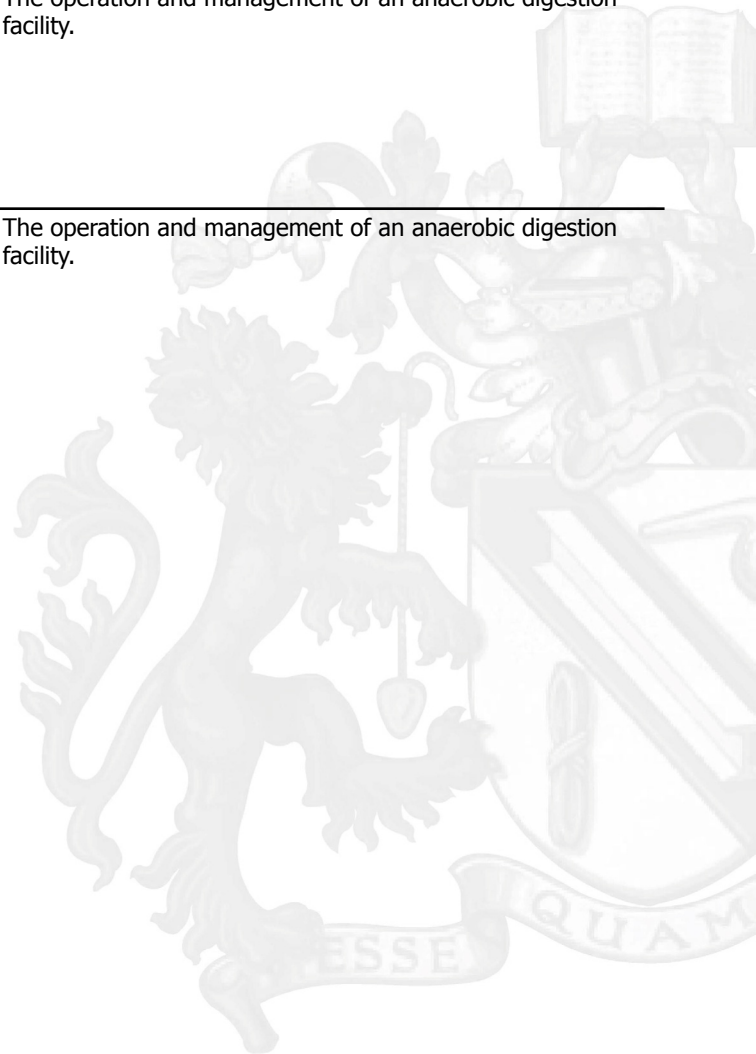 The operation and management of an anaerobic digestion
facility.
The operation and management of an anaerobic digestion
facility.
ESSE
QUAM